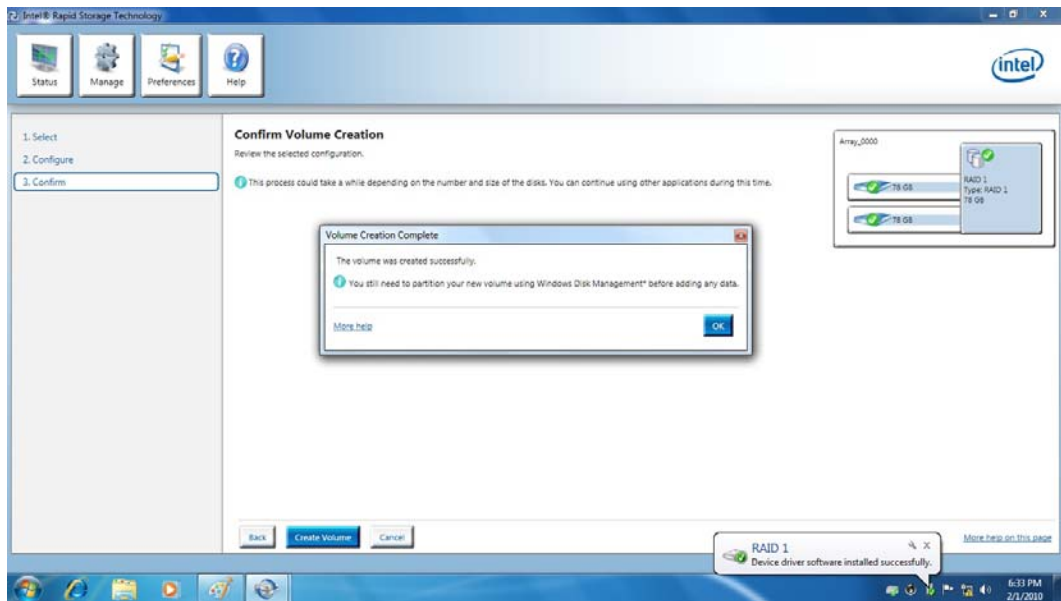 Intel® Rapid Storage Technology
Status
Manage
Preferences
Help
intel
1. Select
2. Configure
3. Confirm
Confirm Volume Creation
Review the selected configuration.
This process could take a while depending on the number and size of the disks. You can continue using other applications during this time.
Array_0000
78 GB
78 GB
RAID 1
Type: RAID 1
78 GB
Volume Creation Complete
The volume was created successfully.
You still need to partition your new volume using Windows Disk Management* before adding any data.
More help
OK
Back
Create Volume
Cancel
More help on this page
RAID 1
Device driver software installed successfully.
6:33 PM
2/1/2010